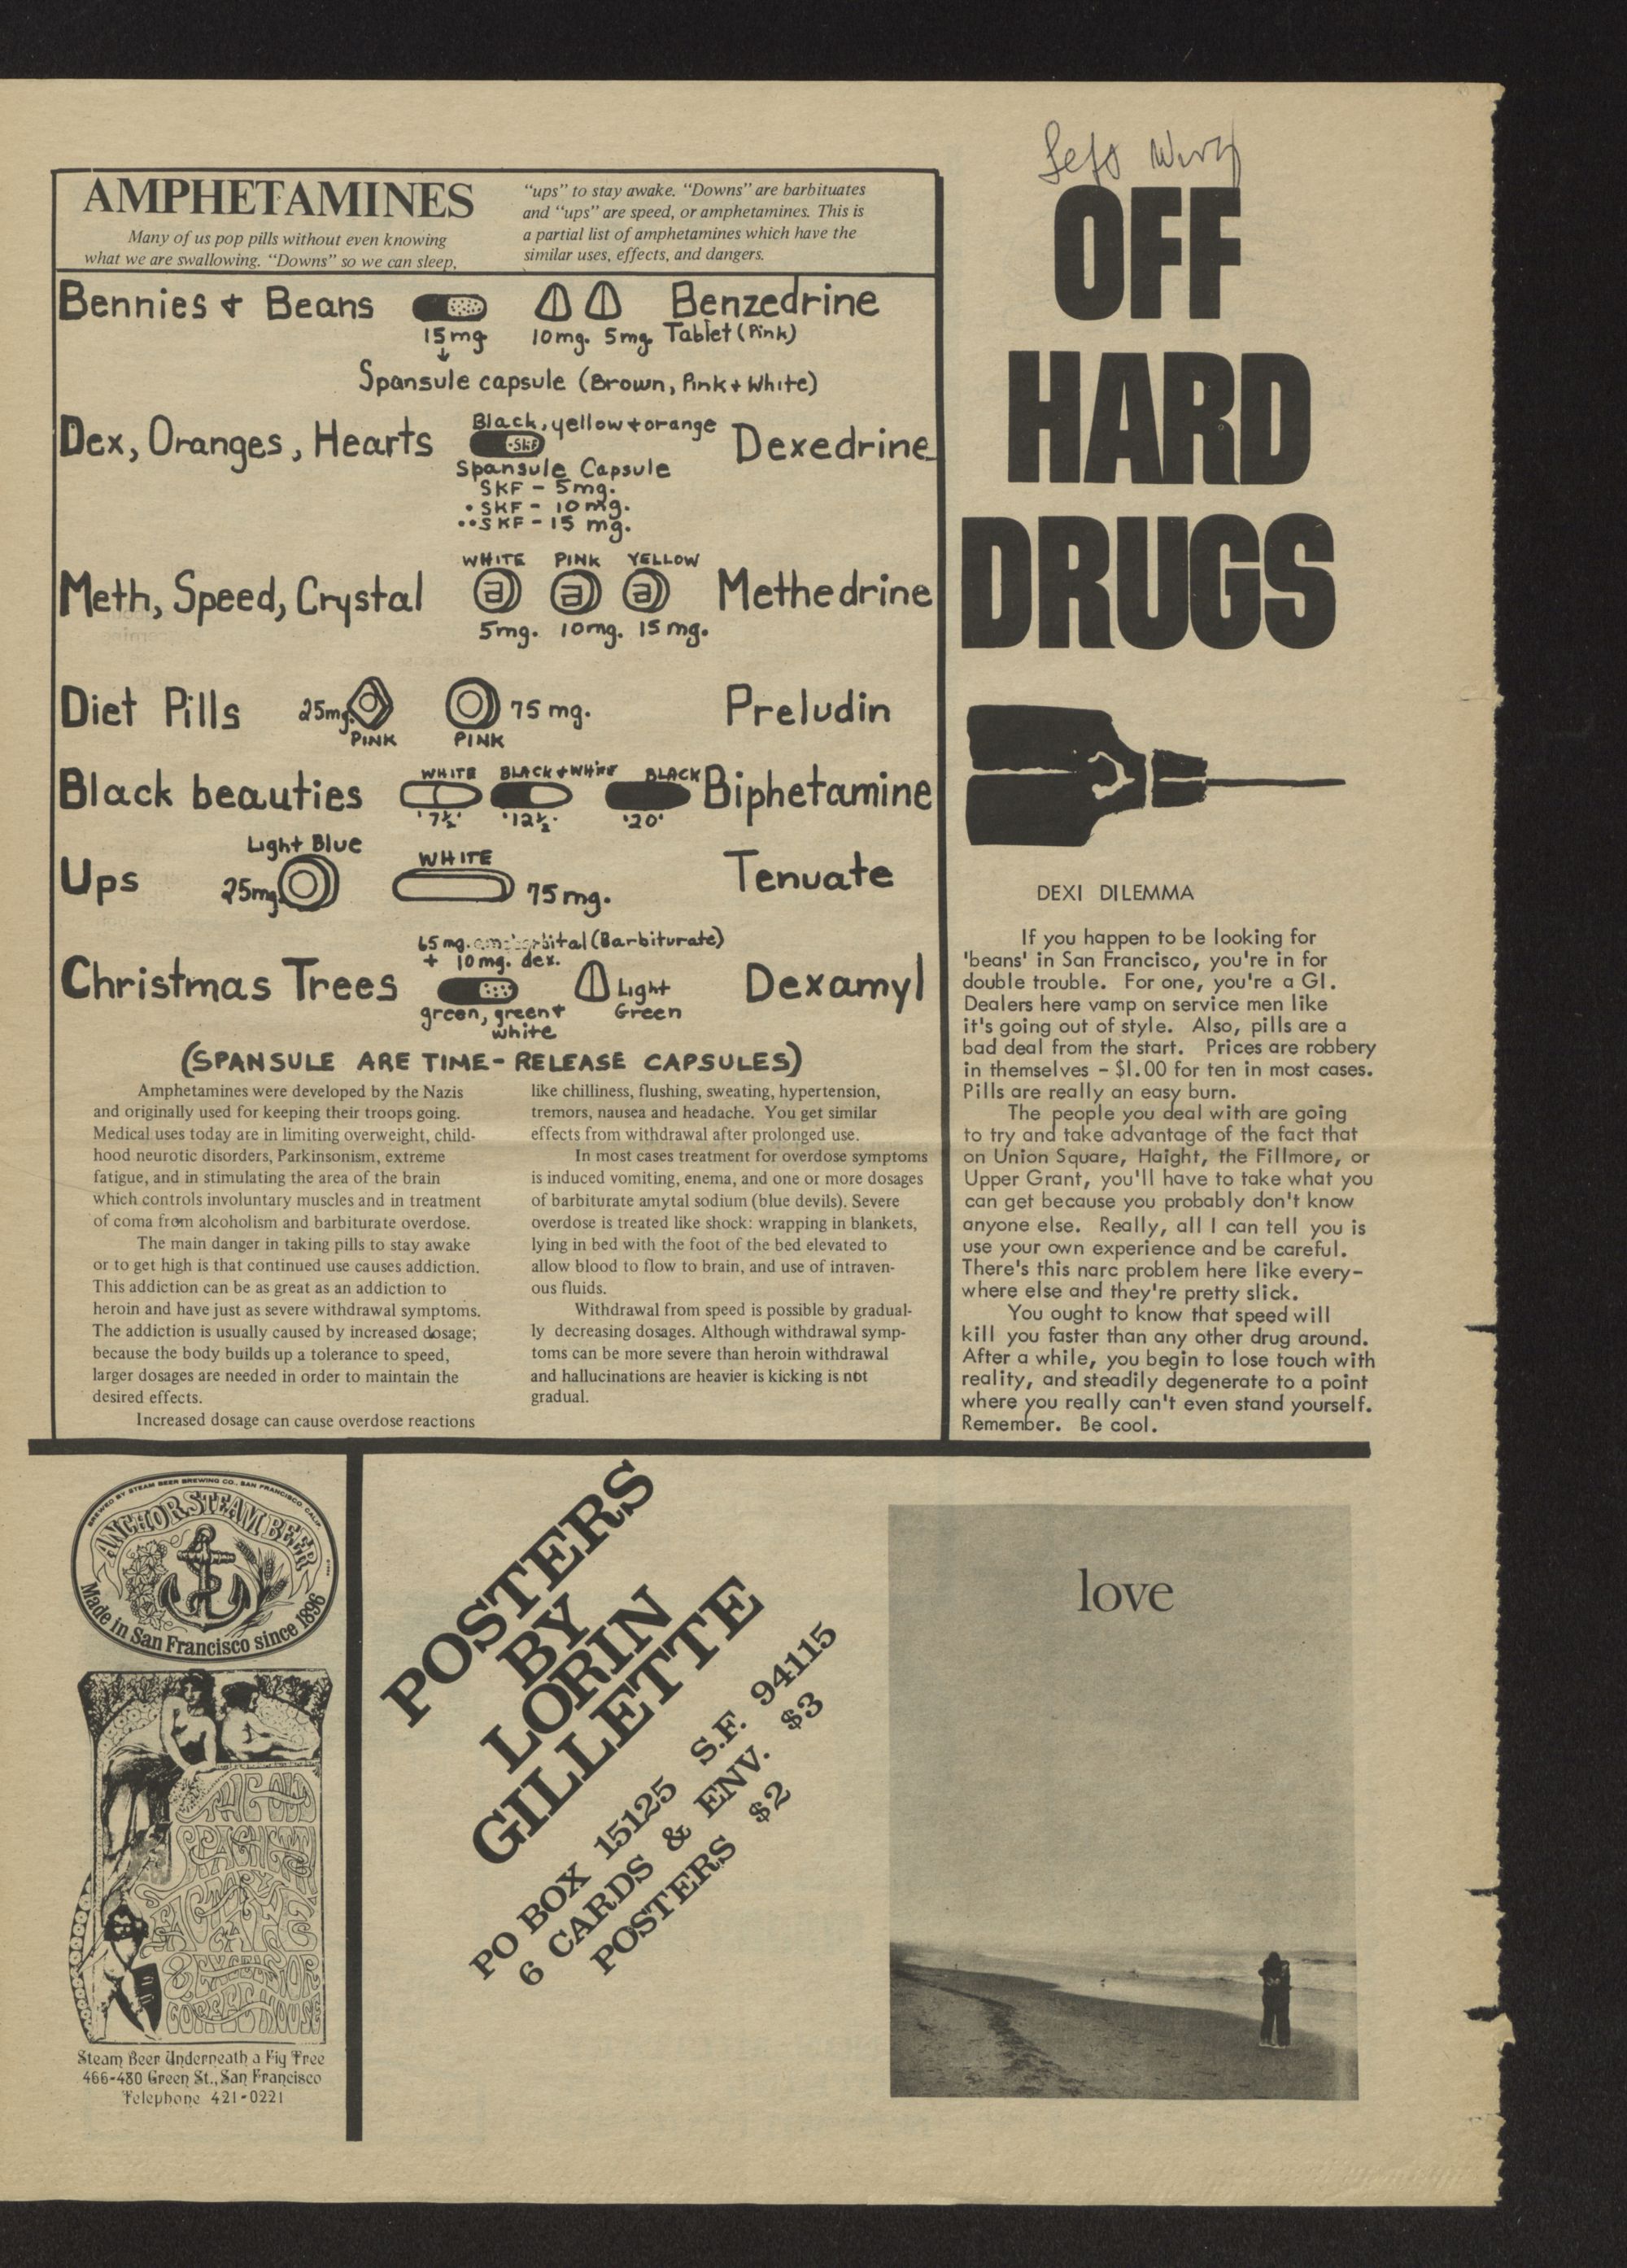 AMPHETAMINES
Many of us pop pills without even knowing
what we are swallowing. "Downs" so we can sleep,
"ups" to stay awake. "Downs" are barbituates
and "ups" are speed, or amphetamines. This is
a partial list of amphetamines which have the
similar uses, effects, and dangers.
Bennies + Beans
15mg
10mg. 5mg.
Benzedrine
Tablet (Pink)
Spansule capsule (Brown, Pink + White)
Dex, Oranges, Hearts
Black, yellow + orange
•SKF
Spansule Capsule
SKF - 5mg.
• SKF - 10mg.
••SKF - 15 mg.
Dexedrine
Meth, Speed, Crystal
WHITE PINK YELLOW
a a a
5mg. 10mg. 15mg.
Methedrine
Diet Pills
25mg.
PINK
75 mg.
PINK
Preludin
Black beauties
WHITE BLACK + WHITE BLACK
'7½' '12½' '20'
Biphetamine
Ups
Light Blue
25mg
WHITE
75mg.
Tenuate
Christmas Trees
65 mg. (Barbiturate)
+ 10mg. dex.
green, green +
white
Light
Green
Dexamyl
(SPANSULE ARE TIME-RELEASE CAPSULES)
Amphetamines were developed by the Nazis
and originally used for keeping their troops going.
Medical uses today are in limiting overweight, child-
hood neurotic disorders, Parkinsonism, extreme
fatigue, and in stimulating the area of the brain
which controls involuntary muscles and in treatment
of coma from alcoholism and barbiturate overdose.
The main danger in taking pills to stay awake
or to get high is that continued use causes addiction.
This addiction can be as great as an addiction to
heroin and have just as severe withdrawal symptoms.
The addiction is usually caused by increased dosage;
because the body builds up a tolerance to speed,
larger dosages are needed in order to maintain the
desired effects.
Increased dosage can cause overdose reactions
like chilliness, flushing, sweating, hypertension,
tremors, nausea and headache. You get similar
effects from withdrawal after prolonged use.
In most cases treatment for overdose symptoms
is induced vomiting, enema, and one or more dosages
of barbiturate amytal sodium (blue devils). Severe
overdose is treated like shock: wrapping in blankets,
lying in bed with the foot of the bed elevated to
allow blood to flow to brain, and use of intraven-
ous fluids.
Withdrawal from speed is possible by gradual-
ly decreasing dosages. Although withdrawal symp-
toms can be more severe than heroin withdrawal
and hallucinations are heavier is kicking is not
gradual.
OFF
HARD
DRUGS
DEXI DILEMMA
If you happen to be looking for
'beans' in San Francisco, you're in for
double trouble. For one, you're a GI.
Dealers here vamp on service men like
it's going out of style. Also, pills are a
bad deal from the start. Prices are robbery
in themselves - $1.00 for ten in most cases.
Pills are really an easy burn.
The people you deal with are going
to try and take advantage of the fact that
on Union Square, Haight, the Fillmore, or
Upper Grant, you'll have to take what you
can get because you probably don't know
anyone else. Really, all I can tell you is
use your own experience and be careful.
There's this narc problem here like every-
where else and they're pretty slick.
You ought to know that speed will
kill you faster than any other drug around.
After a while, you begin to lose touch with
reality, and steadily degenerate to a point
where you really can't even stand yourself.
Remember. Be cool.
BREWED BY STEAM BEER BREWING CO., SAN FRANCISCO, CALIF
ANCHOR STEAM BEER
Made in San Francisco since 1896
THE OLD
SPAGHETTI
FACTORY
CAFE
& EXCELSIOR
COFFEE HOUSE
Steam Beer Underneath a Fig Tree
466-480 Green St., San Francisco
Telephone 421-0221
POSTERS
BY
LORIN
GILLETTE
PO BOX 15125 S.F. 94115
6 CARDS & ENV. $3
POSTERS $2
love